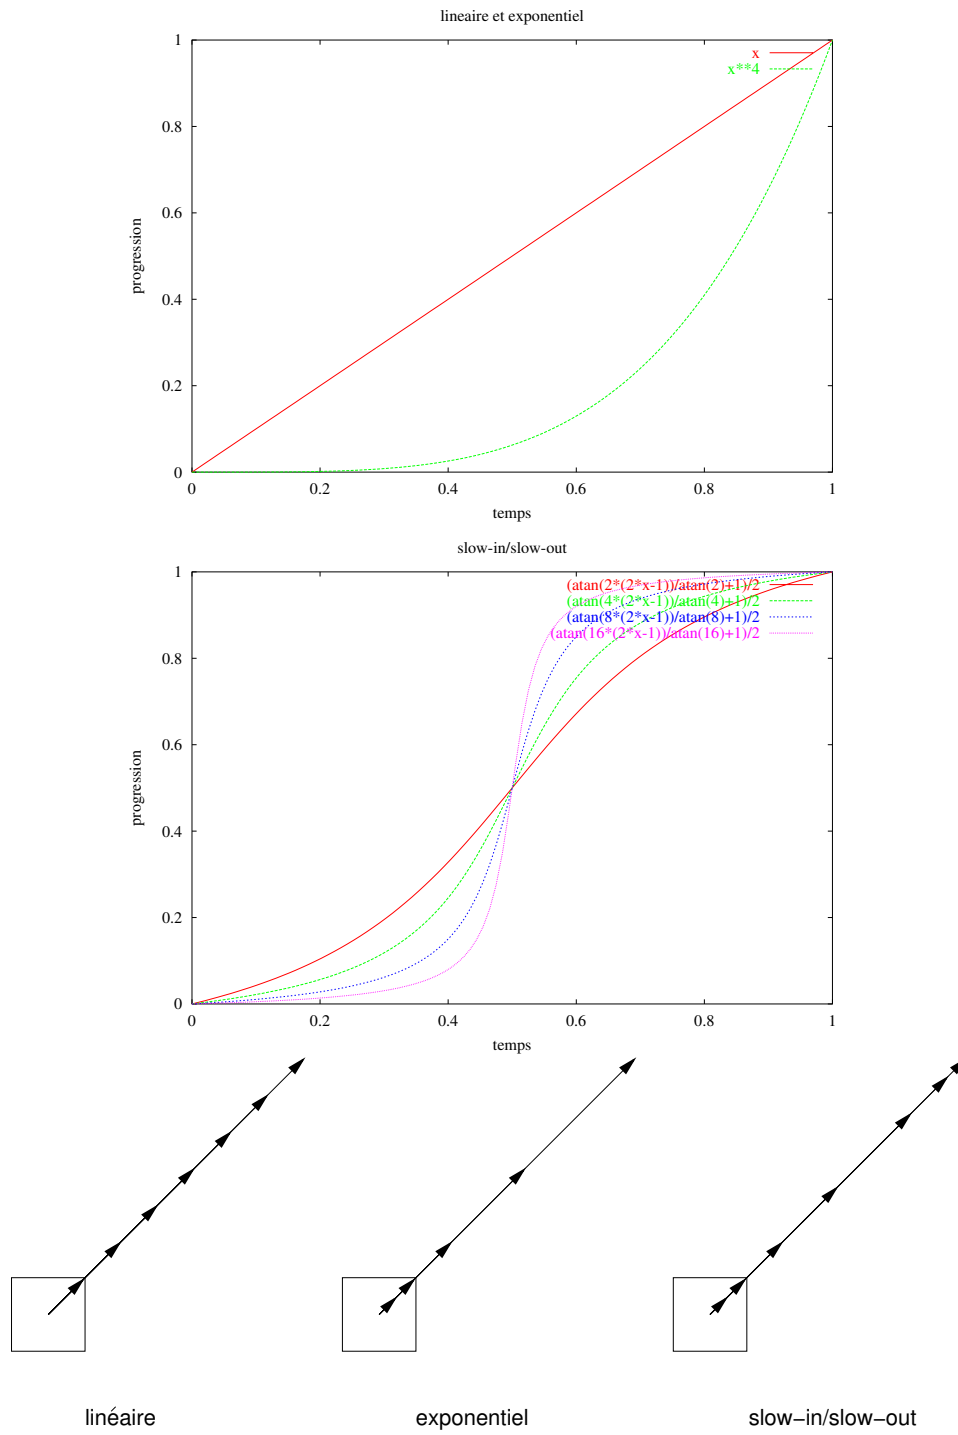 lineaire et exponentiel
1
x
x**4
0.8
0.6
progression
0.4
0.2
0
0 0.2 0.4 0.6 0.8 1
temps
slow-in/slow-out
1
(atan(2*(2*x-1))/atan(2)+1)/2
(atan(4*(2*x-1))/atan(4)+1)/2
(atan(8*(2*x-1))/atan(8)+1)/2
(atan(16*(2*x-1))/atan(16)+1)/2
0.8
0.6
progression
0.4
0.2
0
0 0.2 0.4 0.6 0.8 1
temps
linéaire exponentiel slow−in/slow−out